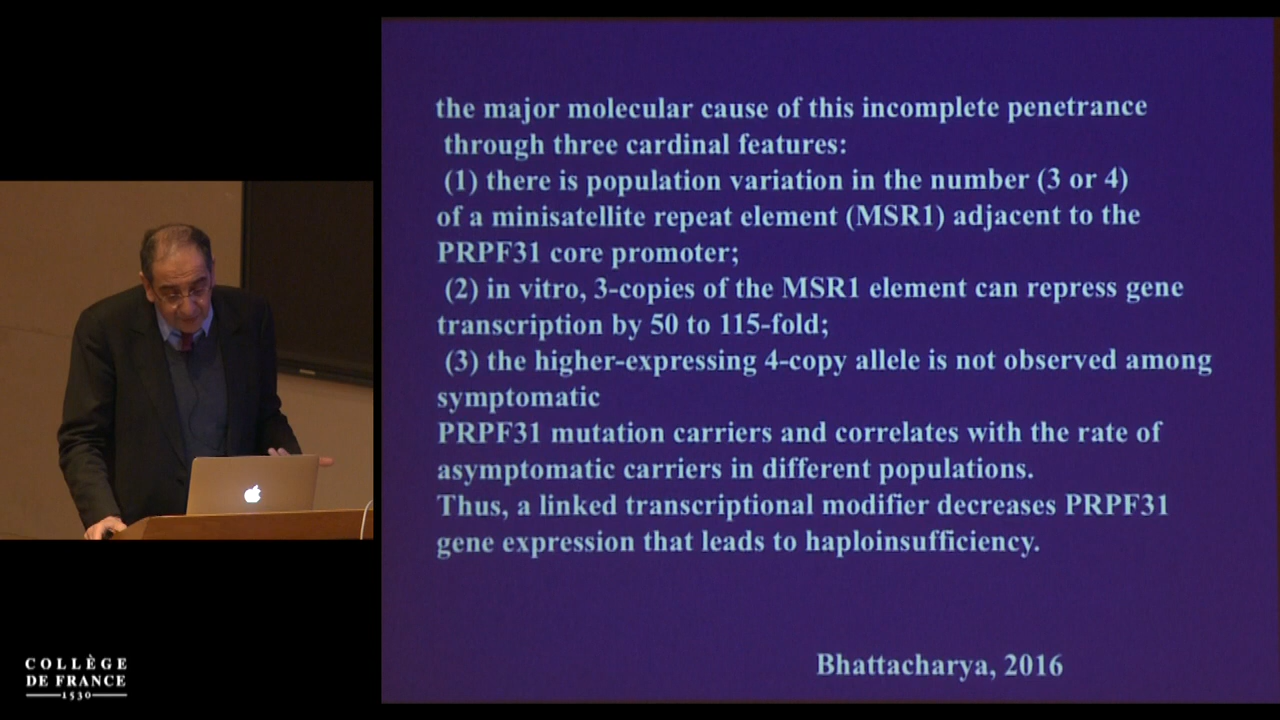 the major molecular cause of this incomplete penetrance
through three cardinal features:
(1) there is population variation in the number (3 or 4)
of a minisatellite repeat element (MSR1) adjacent to the
PRPF31 core promoter;
(2) in vitro, 3-copies of the MSR1 element can repress gene
transcription by 50 to 115-fold;
(3) the higher-expressing 4-copy allele is not observed among
symptomatic
PRPF31 mutation carriers and correlates with the rate of
asymptomatic carriers in different populations.
Thus, a linked transcriptional modifier decreases PRPF31
gene expression that leads to haploinsufficiency.
Bhattacharya, 2016
COLLÈGE
DE FRANCE
1530